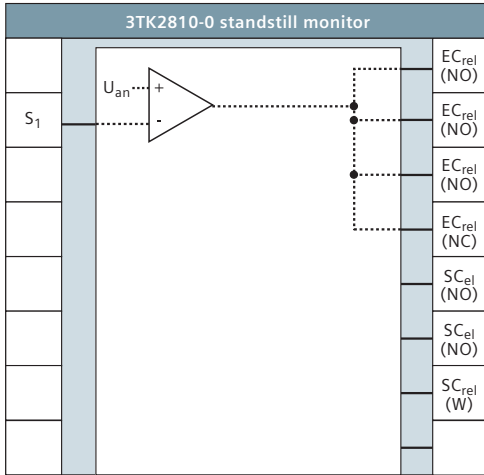 3TK2810-0 standstill monitor
S1
Uan
+
-
ECrel
(NO)
ECrel
(NO)
ECrel
(NO)
ECrel
(NC)
SCel
(NO)
SCel
(NO)
SCrel
(W)